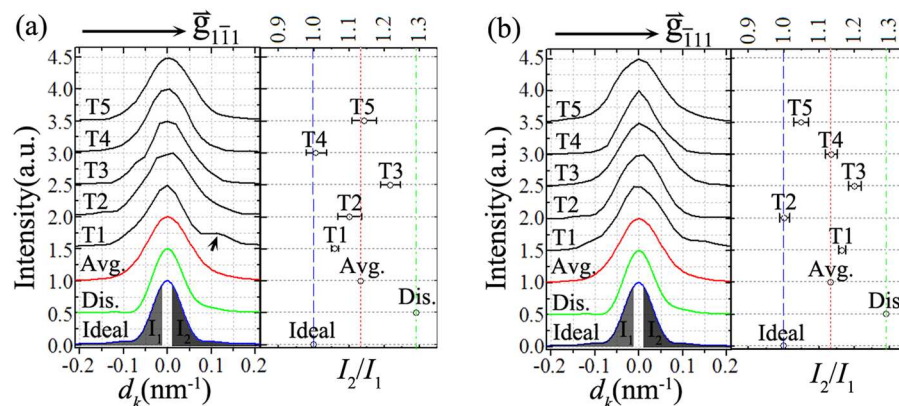 (a) g⃗11̄1 0.9 1.0 1.1 1.2 1.3
Intensity(a.u.)
4.5
4.0
3.5
3.0
2.5
2.0
1.5
1.0
0.5
0.0
T5
T4
T3
T2
T1
Avg.
Dis.
Ideal I1 I2
-0.2 -0.1 0.0 0.1 0.2
dk(nm-1)
T5
T4
T3
T2
T1
Avg.
Dis.
Ideal
I2/I1
(b) g⃗1̄11 0.9 1.0 1.1 1.2 1.3
Intensity(a.u.)
4.5
4.0
3.5
3.0
2.5
2.0
1.5
1.0
0.5
0.0
T5
T4
T3
T2
T1
Avg.
Dis.
Ideal I1 I2
-0.2 -0.1 0.0 0.1 0.2
dk(nm-1)
T5
T4
T3
T2
T1
Avg.
Dis
Ideal
I2/I1